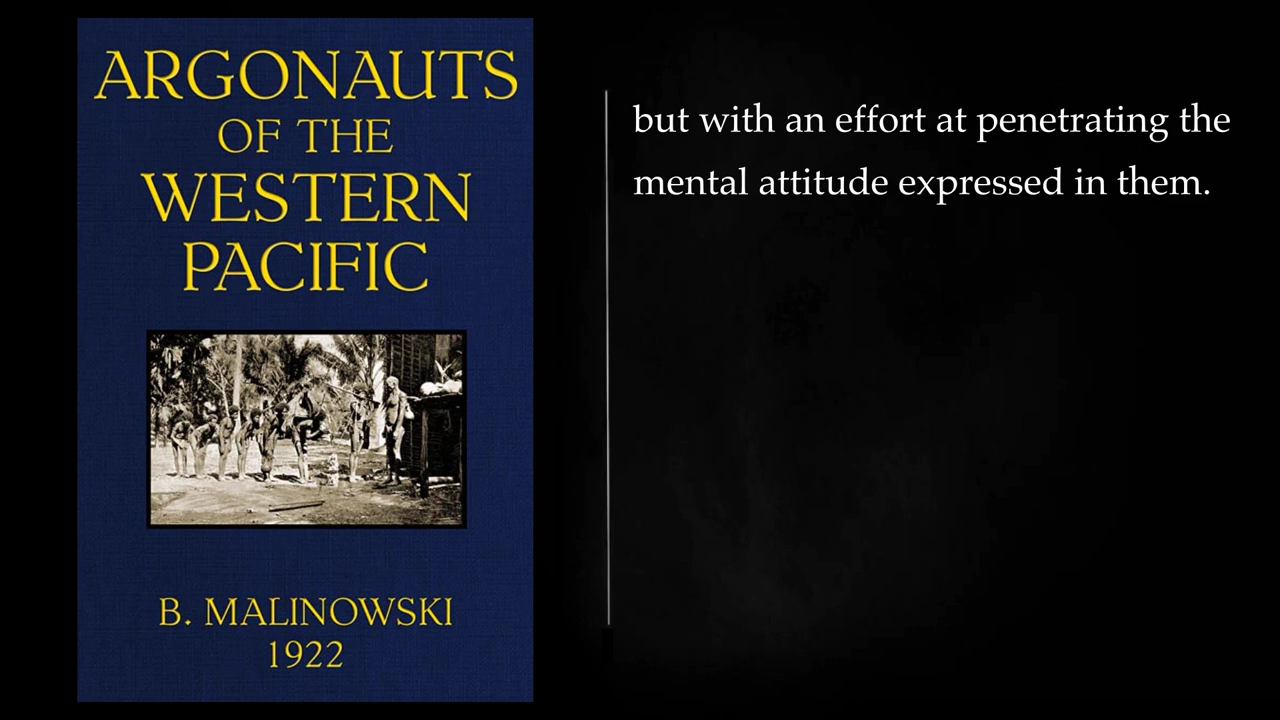 ARGONAUTS
OF THE
WESTERN
PACIFIC
B. MALINOWSKI
1922
but with an effort at penetrating the
mental attitude expressed in them.